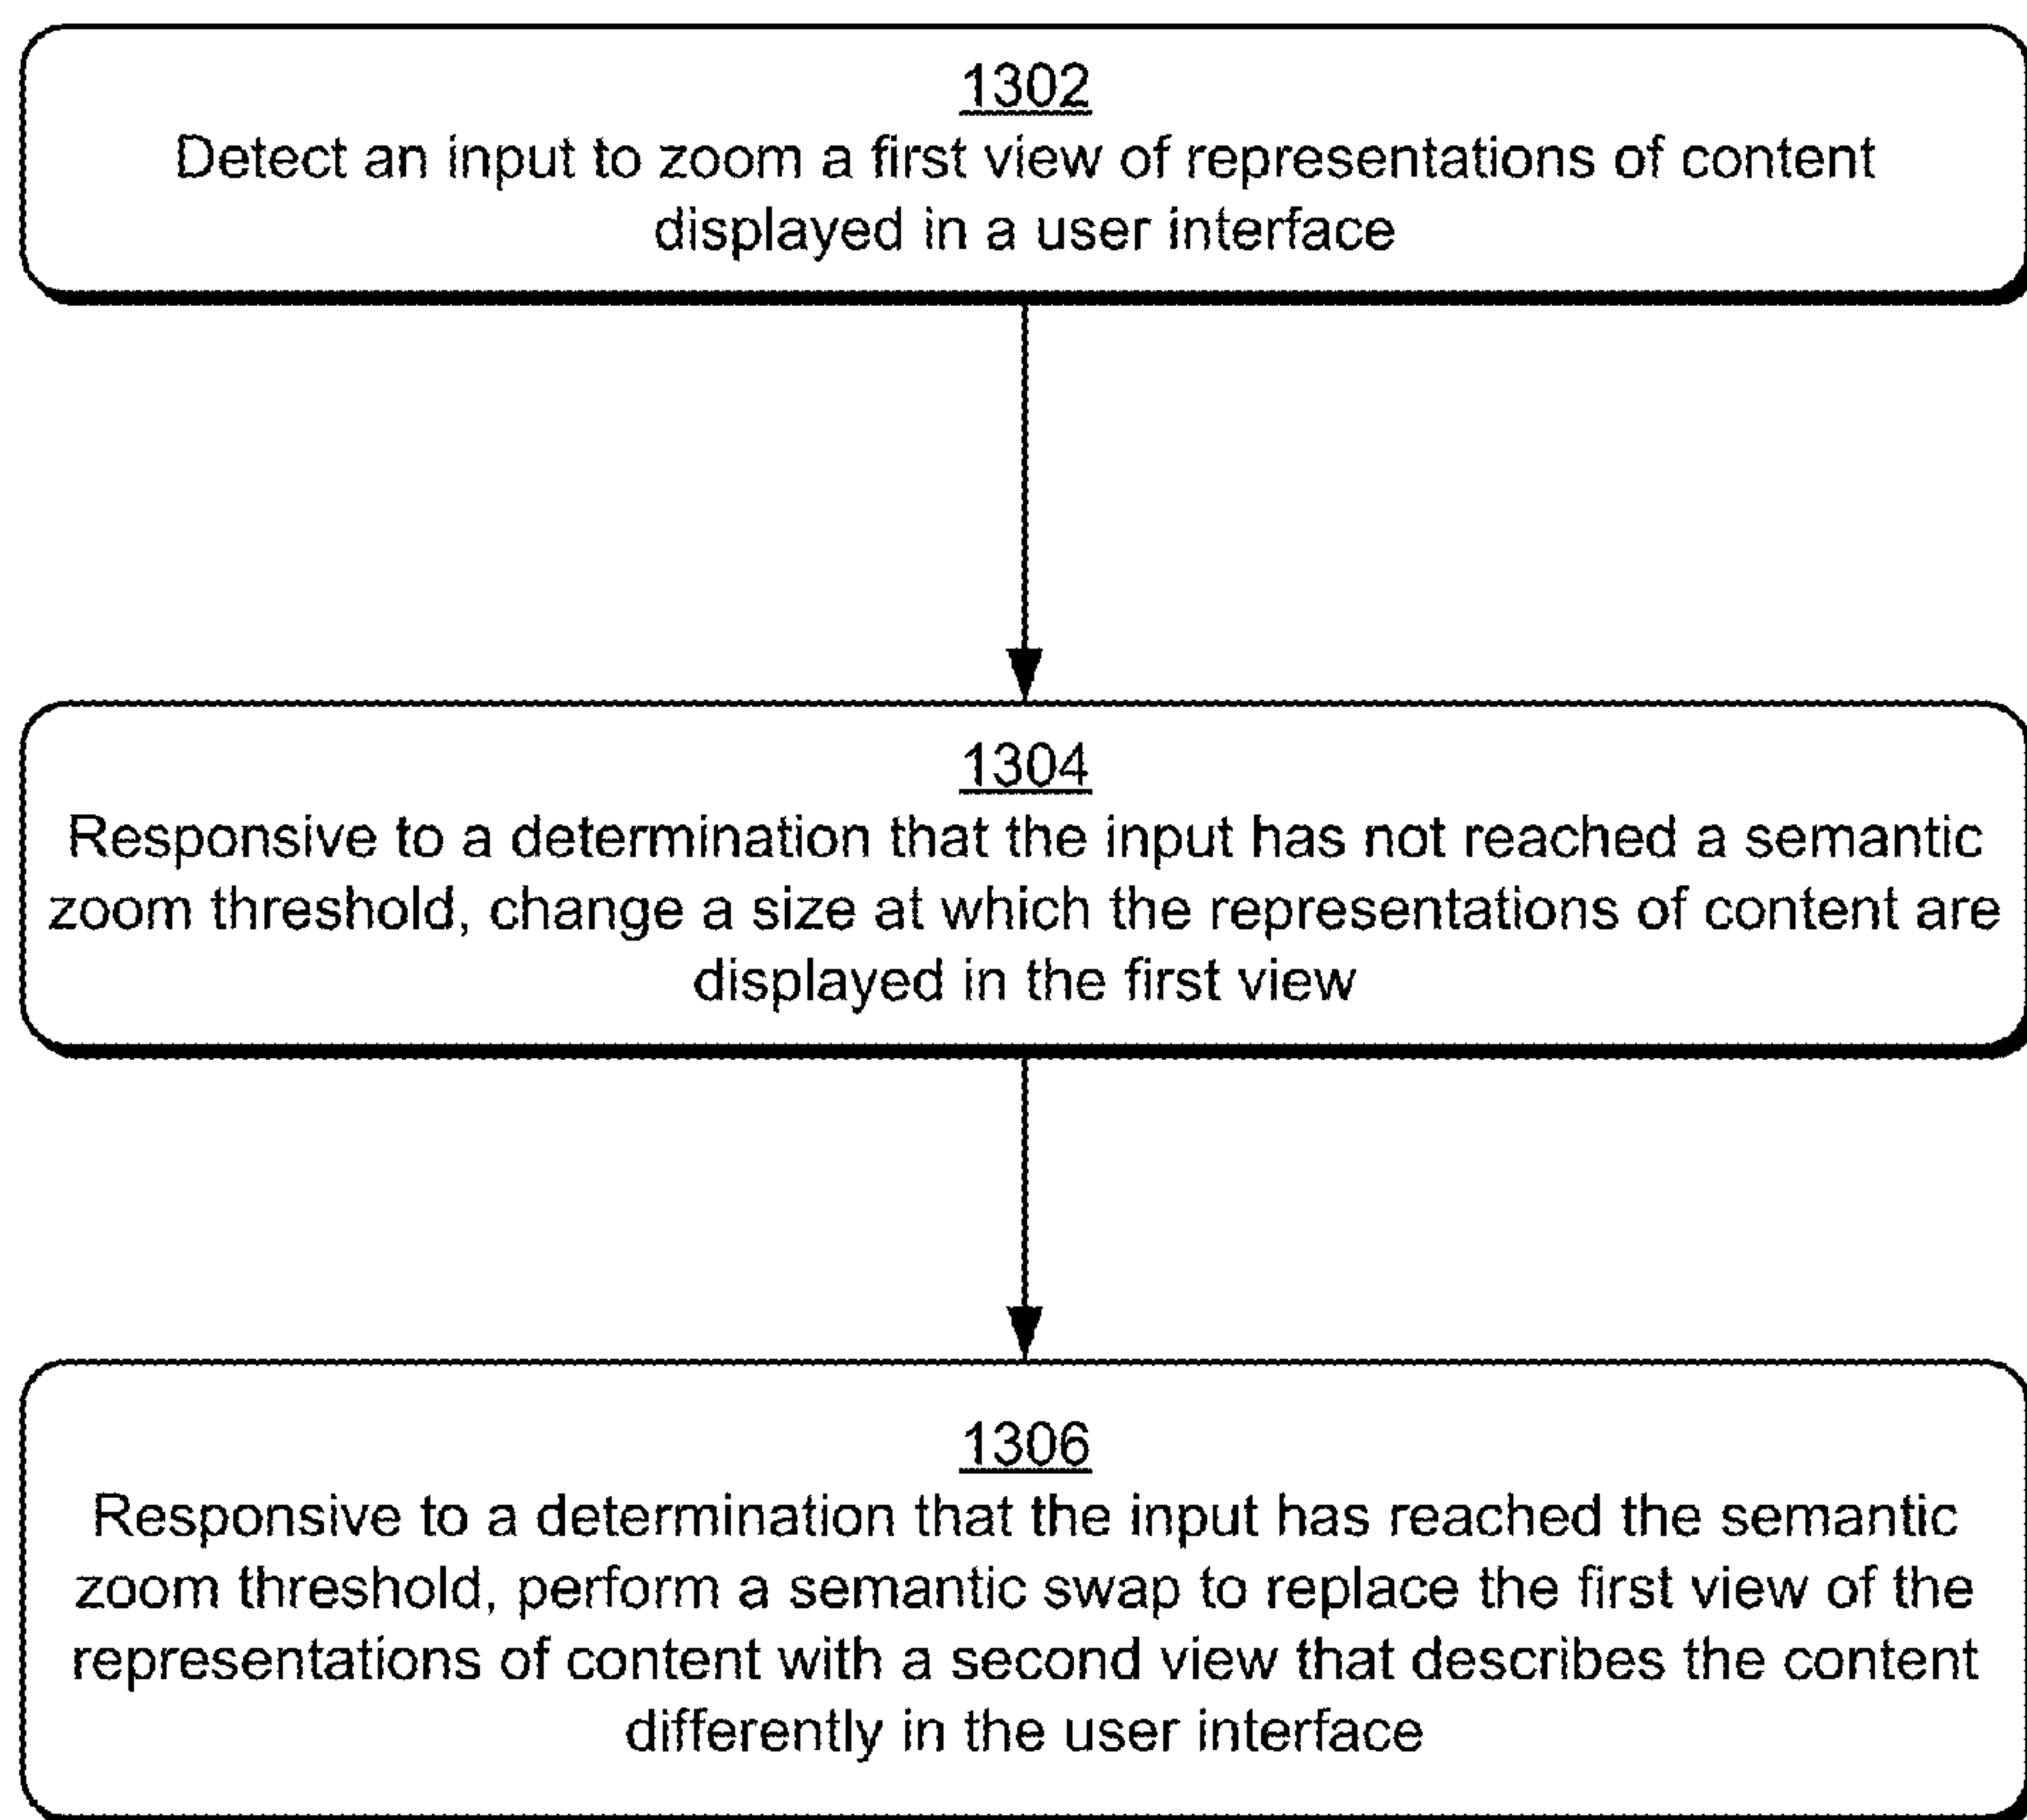 1302
Detect an input to zoom a first view of representations of content
displayed in a user interface
1304
Responsive to a determination that the input has not reached a semantic
zoom threshold, change a size at which the representations of content are
displayed in the first view
1306
Responsive to a determination that the input has reached the semantic
zoom threshold, perform a semantic swap to replace the first view of the
representations of content with a second view that describes the content
differently in the user interface